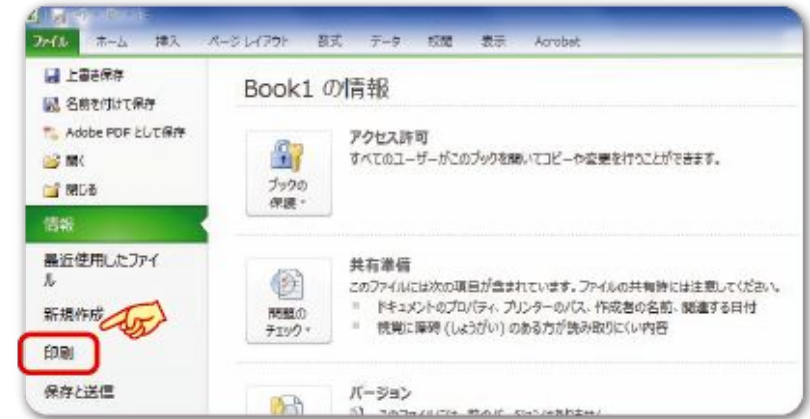 ファイル ホーム 挿入 ページ レイアウト 数式 データ 校閲 表示 Acrobat
上書き保存
名前を付けて保存
Adobe PDF として保存
開く
閉じる
情報
最近使用したファイ
ル
新規作成
印刷
保存と送信
Book1 の情報
ブックの
保護
アクセス許可
すべてのユーザーがこのブックを開いてコピーや変更を行うことができます。
問題の
チェック
共有準備
このファイルには次の項目が含まれています。ファイルの共有時には注意してください。
ドキュメントのプロパティ、プリンターのパス、作成者の名前、関連する日付
視覚に障碍 (しょうがい) のある方が読み取りにくい内容
バージョン